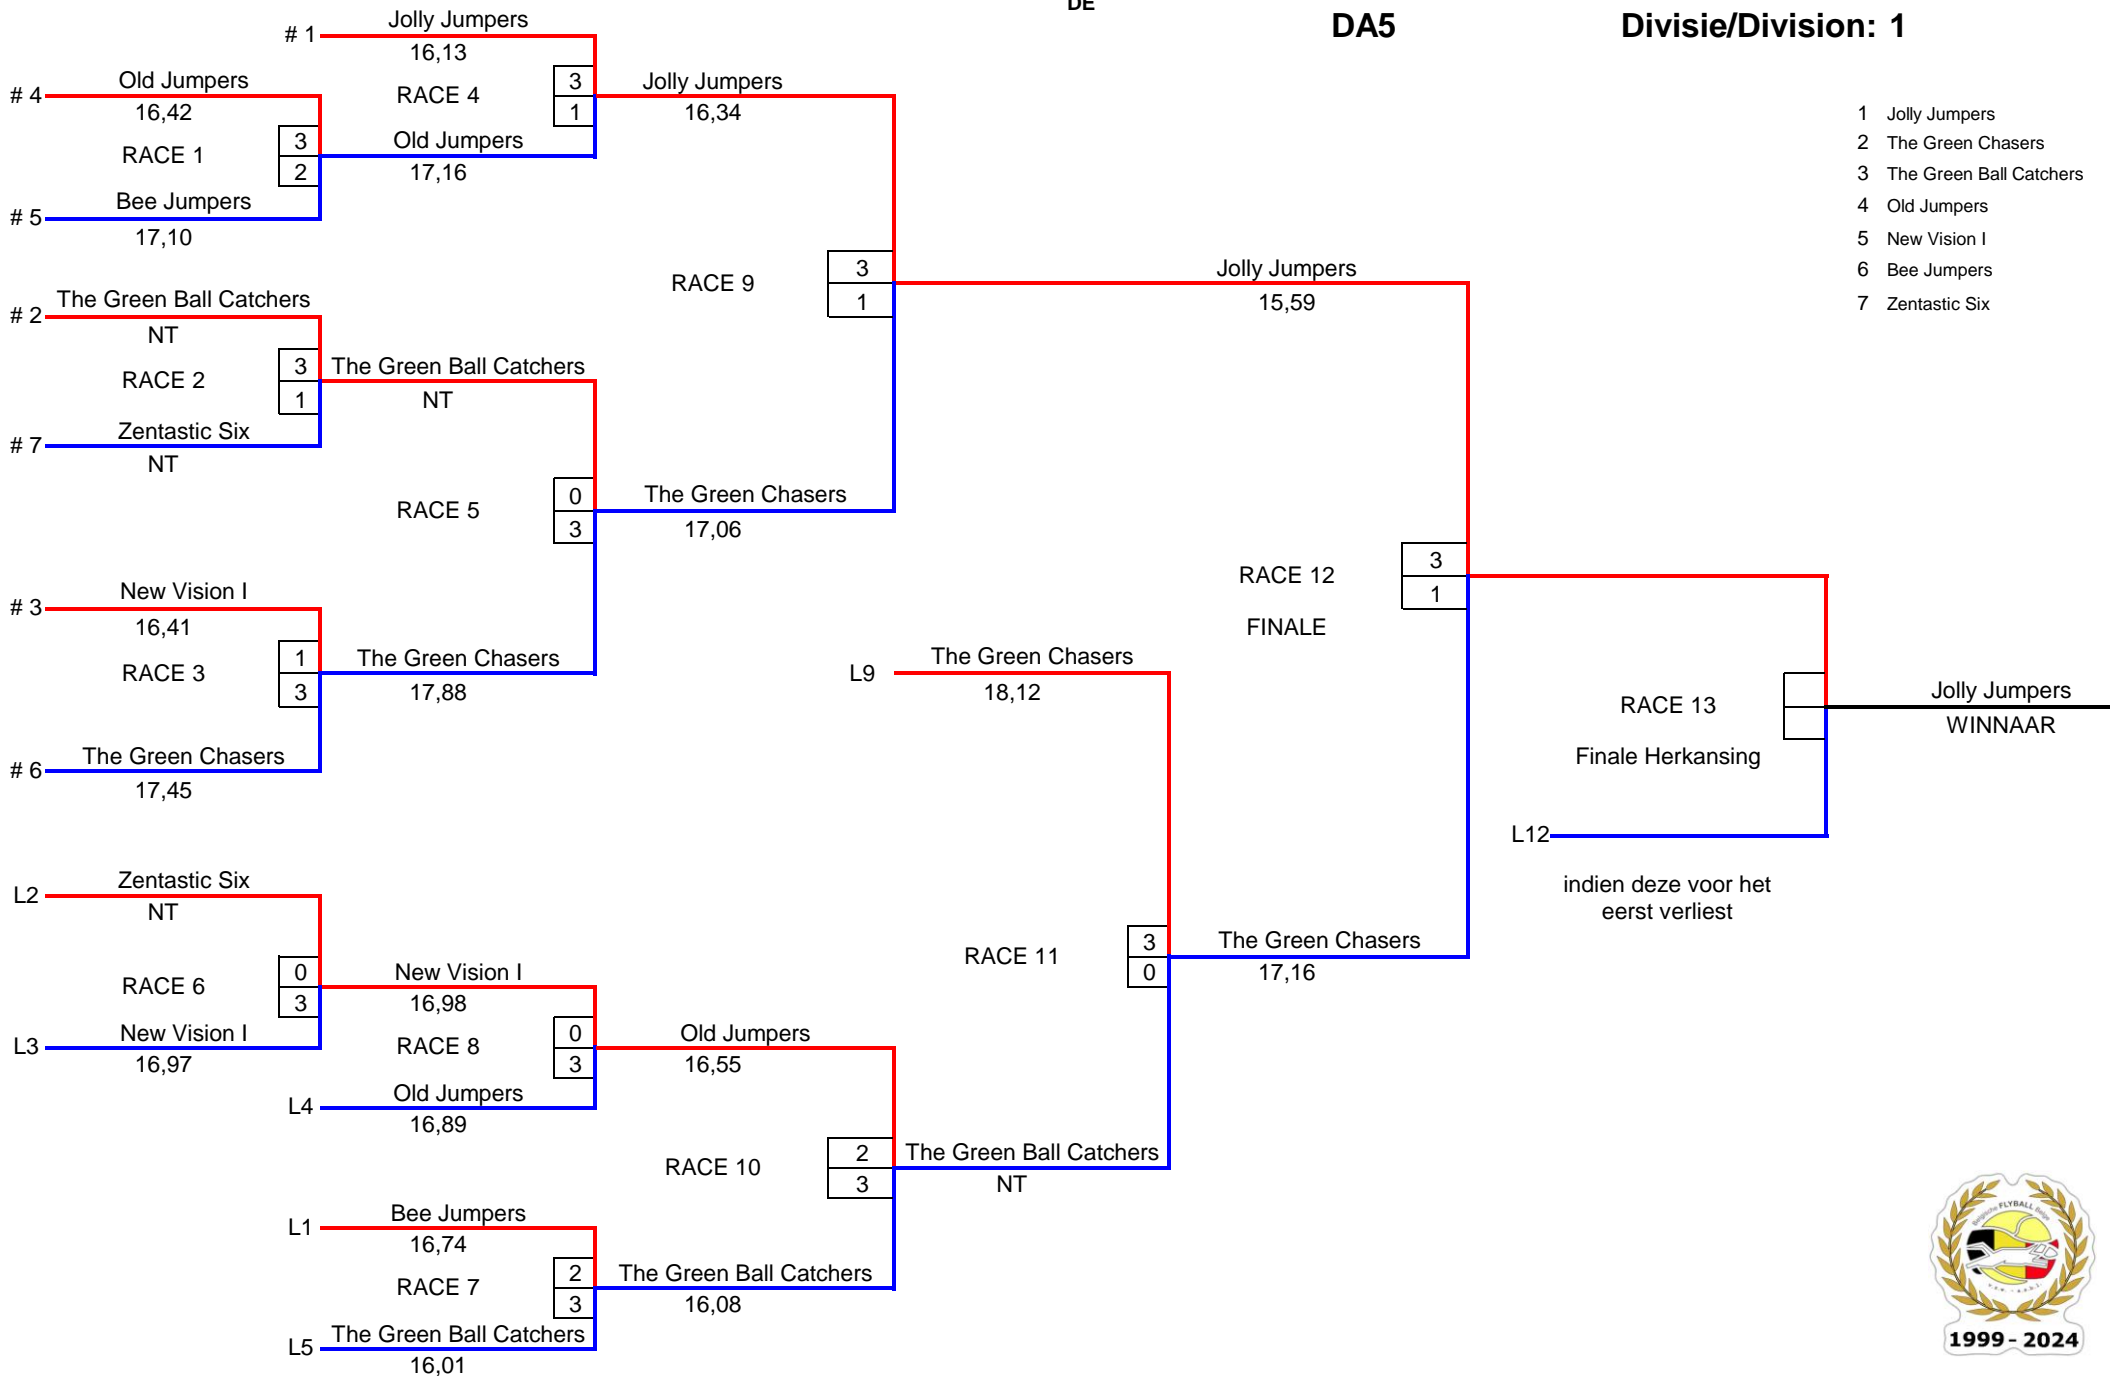 DE
DA5
Divisie/Division: 1
# 1
Jolly Jumpers
16,13
RACE 4
3
1
# 4
Old Jumpers
16,42
RACE 1
3
2
Old Jumpers
17,16
# 5
Bee Jumpers
17,10
Jolly Jumpers
16,34
1 Jolly Jumpers
2 The Green Chasers
3 The Green Ball Catchers
4 Old Jumpers
5 New Vision I
6 Bee Jumpers
7 Zentastic Six
# 2
The Green Ball Catchers
NT
RACE 2
3
1
The Green Ball Catchers
NT
# 7
Zentastic Six
NT
RACE 9
3
1
Jolly Jumpers
15,59
RACE 5
0
3
The Green Chasers
17,06
# 3
New Vision I
16,41
RACE 3
1
3
The Green Chasers
17,88
# 6
The Green Chasers
17,45
RACE 12
3
1
FINALE
L9
The Green Chasers
18,12
RACE 13
Finale Herkansing
Jolly Jumpers
WINNAAR
L12
indien deze voor het
eerst verliest
L2
Zentastic Six
NT
RACE 6
0
3
New Vision I
16,98
L3
New Vision I
16,97
RACE 8
0
3
Old Jumpers
16,55
L4
Old Jumpers
16,89
RACE 11
3
0
The Green Chasers
17,16
RACE 10
2
3
The Green Ball Catchers
NT
L1
Bee Jumpers
16,74
RACE 7
2
3
The Green Ball Catchers
16,08
L5
The Green Ball Catchers
16,01
Belgische FLYBALL Belge
v.z.w. - a.s.b.l.
1999 - 2024